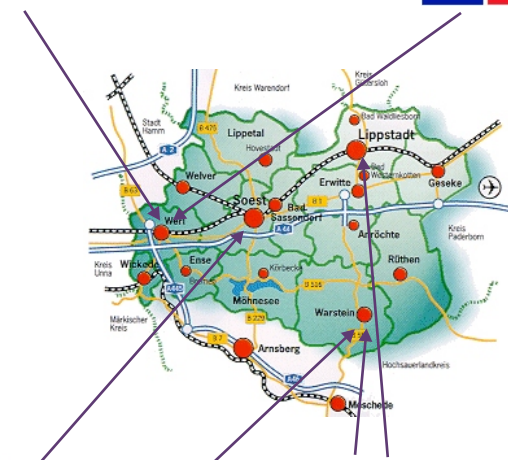 Kreis Warendorf
Kreis
Gütersloh
Stadt
Hamm
B 475
Lippetal
Bad Waldliesborn
Lippstadt
A 2
Hovestadt
Bad
Westernkotten
Welver
Erwitte
Geseke
B 63
Soest
Bad
Sassendorf
B 1
Werl
A 44
Anröchte
Kreis
Paderborn
Kreis
Unna
Wickede
Ense
Körbecke
Rüthen
A445
B 516
Möhnesee
Warstein
Märkischer
Kreis
B 229
B 7
Arnsberg
Hochsauerlandkreis
A46
Meschede